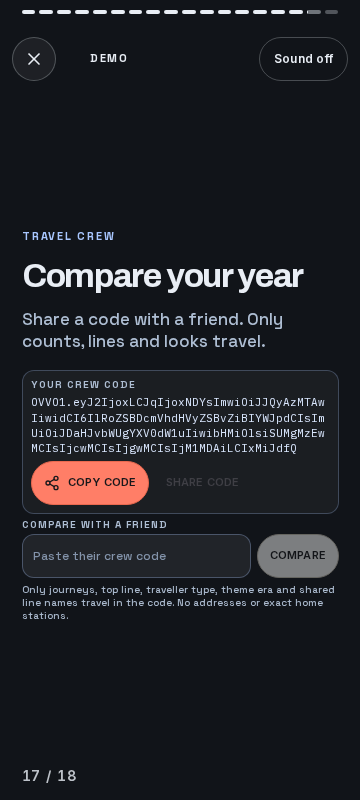 DEMO
Sound off
TRAVEL CREW
Compare your year
Share a code with a friend. Only
counts, lines and looks travel.
YOUR CREW CODE
OVVO1.eyJ2IjoxLCJqIjoxNDYsImwiOiJJQyAzMTAw
IiwidCI6IlRoZSBDcmVhdHVyZSBvZiBIYWJpdCIsIm
UiOiJDaHJvbWUgYXV0dW1uIiwibHMiOlsiSUMgMzEw
MCIsIjcwMCIsIjgwMCIsIjM1MDAiLCIxMiJdfQ
COPY CODE
SHARE CODE
COMPARE WITH A FRIEND
Paste their crew code
COMPARE
Only journeys, top line, traveller type, theme era and shared
line names travel in the code. No addresses or exact home
stations.
17 / 18